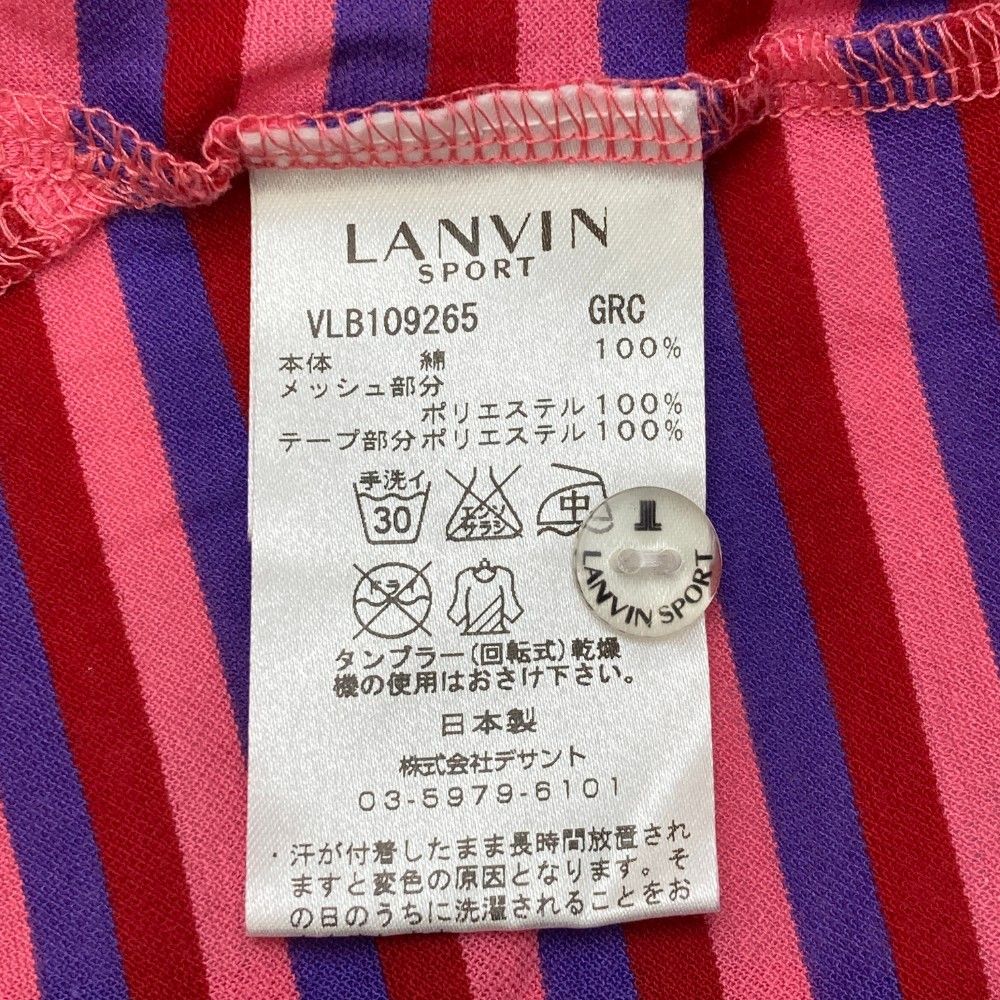 LANVIN
SPORT
VLB109265 GRC
本体 綿 100%
メッシュ部分
ポリエステル 100%
テープ部分ポリエステル 100%
手洗イ
30
エンソ
サラシ
中
ドライ
タンブラー(回転式)乾燥
機の使用はおさけ下さい。
日本製
株式会社デサント
03-5979-6101
・汗が付着したまま長時間放置され
ますと変色の原因となります。そ
の日のうちに洗濯されることをお
LANVIN SPORT